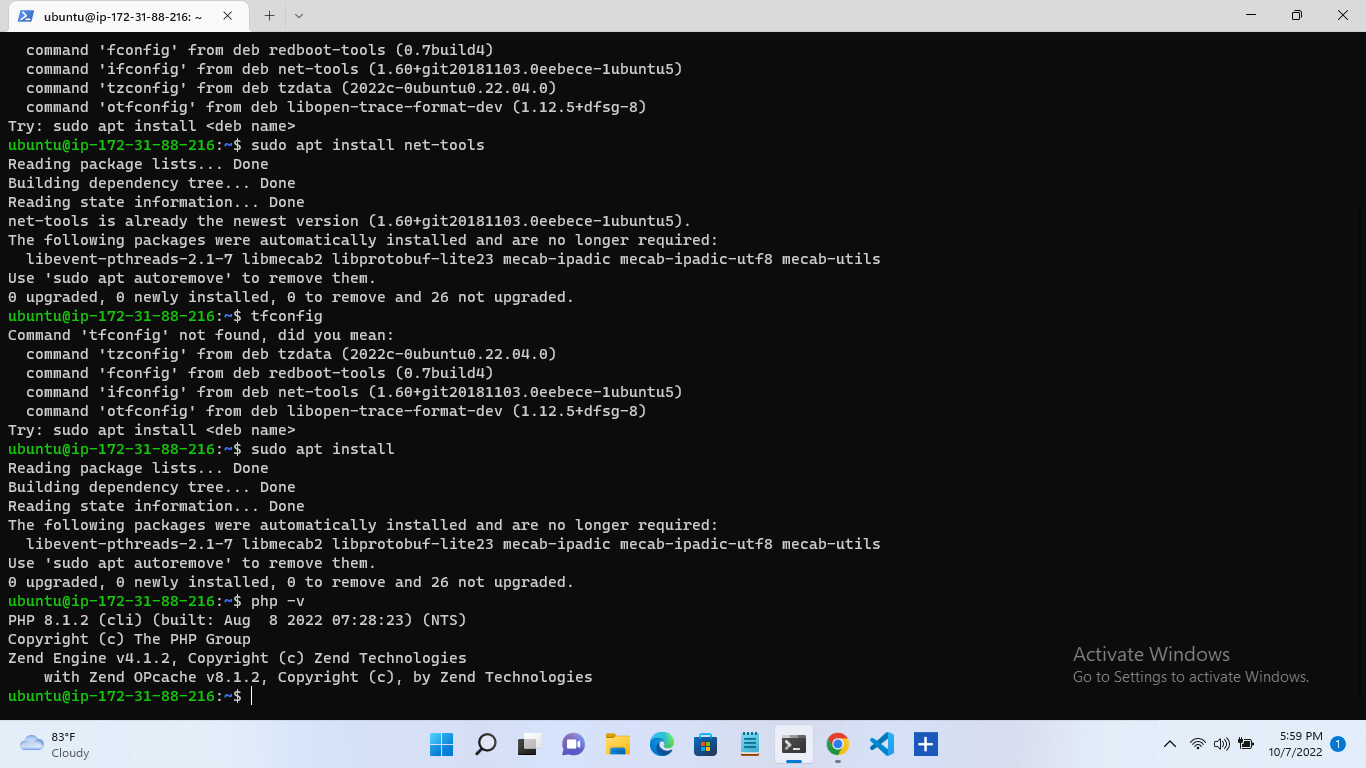 ubuntu@ip-172-31-88-216: ~
command 'fconfig' from deb redboot-tools (0.7build4)
command 'ifconfig' from deb net-tools (1.60+git20181103.0eebece-1ubuntu5)
command 'tzconfig' from deb tzdata (2022c-0ubuntu0.22.04.0)
command 'otfconfig' from deb libopen-trace-format-dev (1.12.5+dfsg-8)
Try: sudo apt install <deb name>
ubuntu@ip-172-31-88-216:~$ sudo apt install net-tools
Reading package lists... Done
Building dependency tree... Done
Reading state information... Done
net-tools is already the newest version (1.60+git20181103.0eebece-1ubuntu5).
The following packages were automatically installed and are no longer required:
libevent-pthreads-2.1-7 libmecab2 libprotobuf-lite23 mecab-ipadic mecab-ipadic-utf8 mecab-utils
Use 'sudo apt autoremove' to remove them.
0 upgraded, 0 newly installed, 0 to remove and 26 not upgraded.
ubuntu@ip-172-31-88-216:~$ tfconfig
Command 'tfconfig' not found, did you mean:
command 'tzconfig' from deb tzdata (2022c-0ubuntu0.22.04.0)
command 'fconfig' from deb redboot-tools (0.7build4)
command 'ifconfig' from deb net-tools (1.60+git20181103.0eebece-1ubuntu5)
command 'otfconfig' from deb libopen-trace-format-dev (1.12.5+dfsg-8)
Try: sudo apt install <deb name>
ubuntu@ip-172-31-88-216:~$ sudo apt install
Reading package lists... Done
Building dependency tree... Done
Reading state information... Done
The following packages were automatically installed and are no longer required:
libevent-pthreads-2.1-7 libmecab2 libprotobuf-lite23 mecab-ipadic mecab-ipadic-utf8 mecab-utils
Use 'sudo apt autoremove' to remove them.
0 upgraded, 0 newly installed, 0 to remove and 26 not upgraded.
ubuntu@ip-172-31-88-216:~$ php -v
PHP 8.1.2 (cli) (built: Aug  8 2022 07:28:23) (NTS)
Copyright (c) The PHP Group
Zend Engine v4.1.2, Copyright (c) Zend Technologies
with Zend OPcache v8.1.2, Copyright (c), by Zend Technologies
ubuntu@ip-172-31-88-216:~$
Activate Windows
Go to Settings to activate Windows.
83°F
Cloudy
5:59 PM
10/7/2022
1